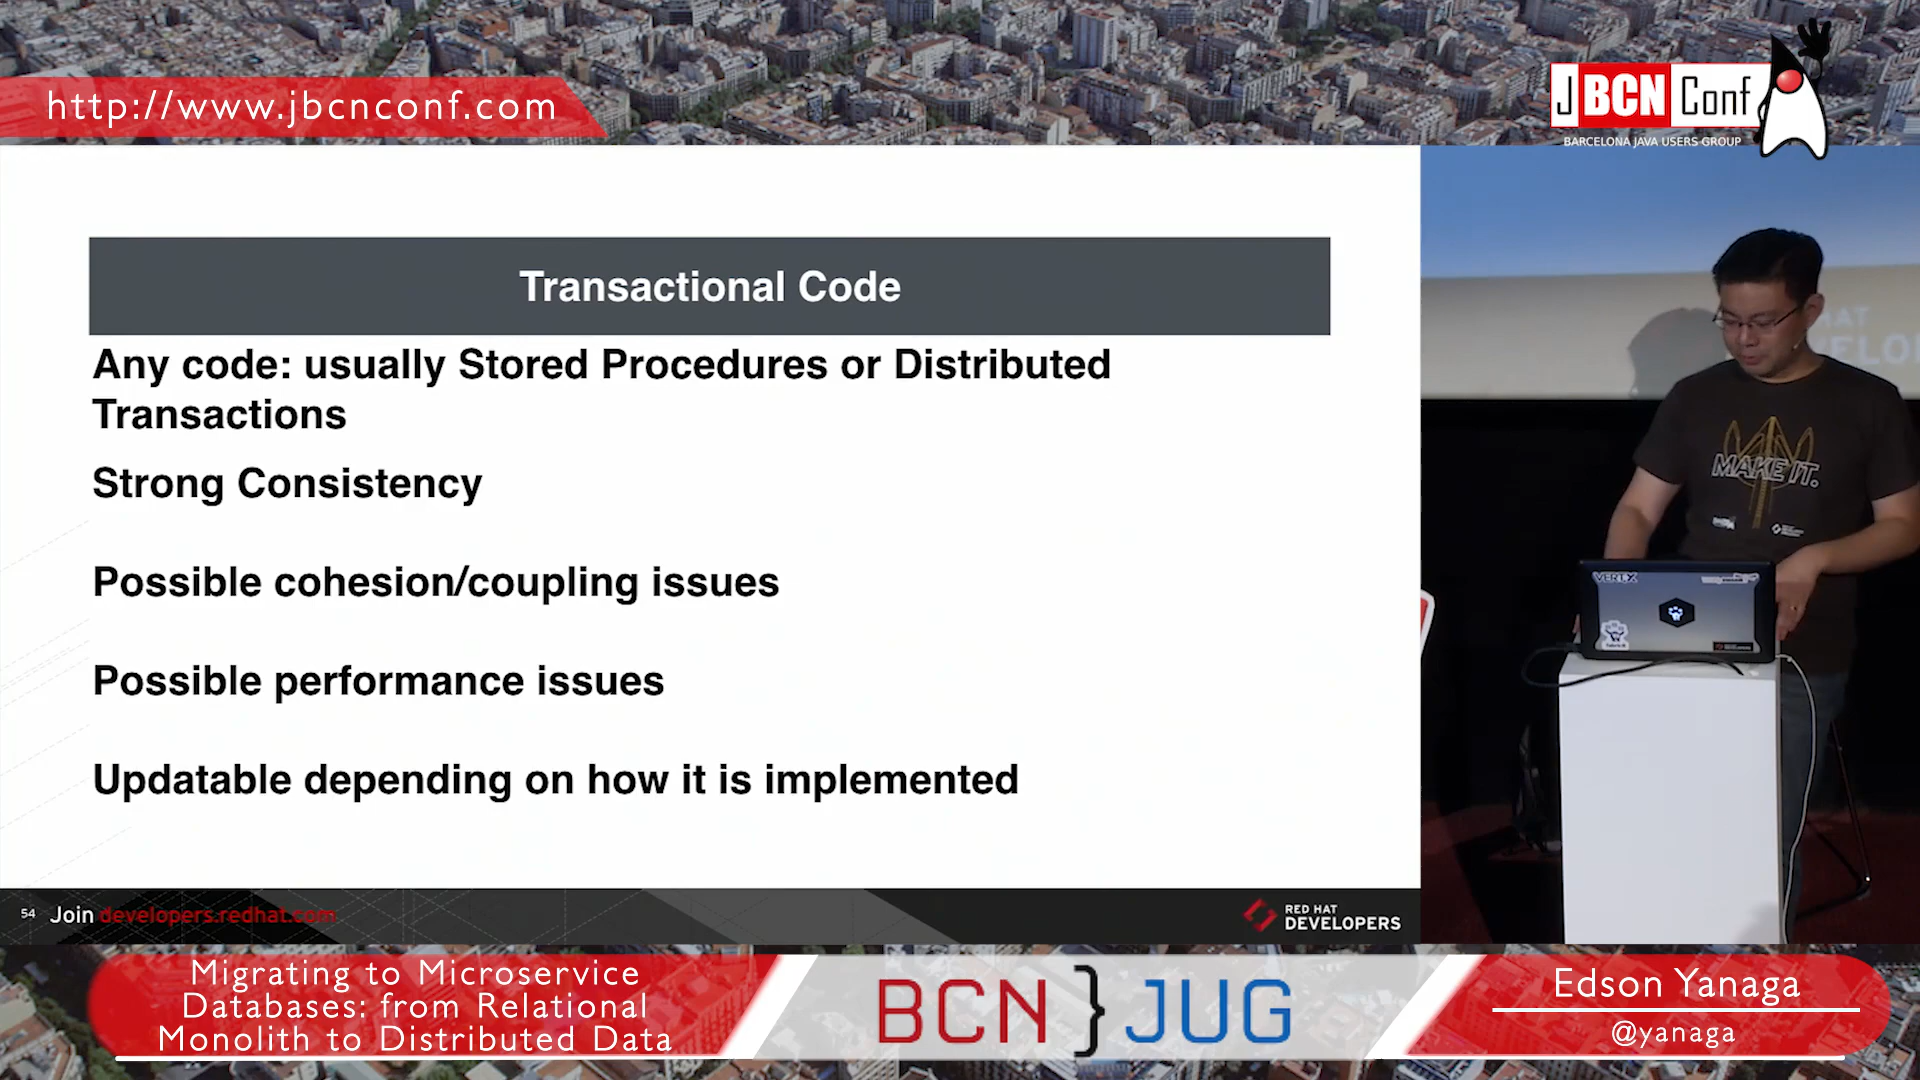 http://www.jbcnconf.com
JBCNConf
BARCELONA JAVA USERS GROUP
Transactional Code
Any code: usually Stored Procedures or Distributed
Transactions
Strong Consistency
Possible cohesion/coupling issues
Possible performance issues
Updatable depending on how it is implemented
54 Join developers.redhat.com
RED HAT
DEVELOPERS
MAKE IT.
VERT.X
Migrating to Microservice
Databases: from Relational
Monolith to Distributed Data
BCN}JUG
Edson Yanaga
@yanaga